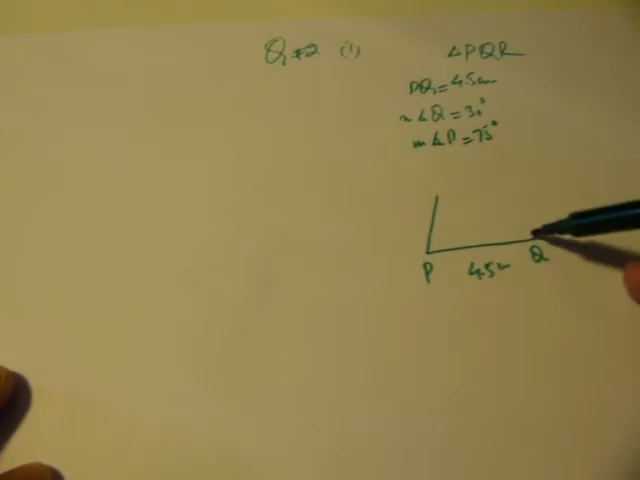 Q#2 (i) △PQR
PQ=4.5cm
m∡Q=30°
m∡P=75°
P 4.5cm Q